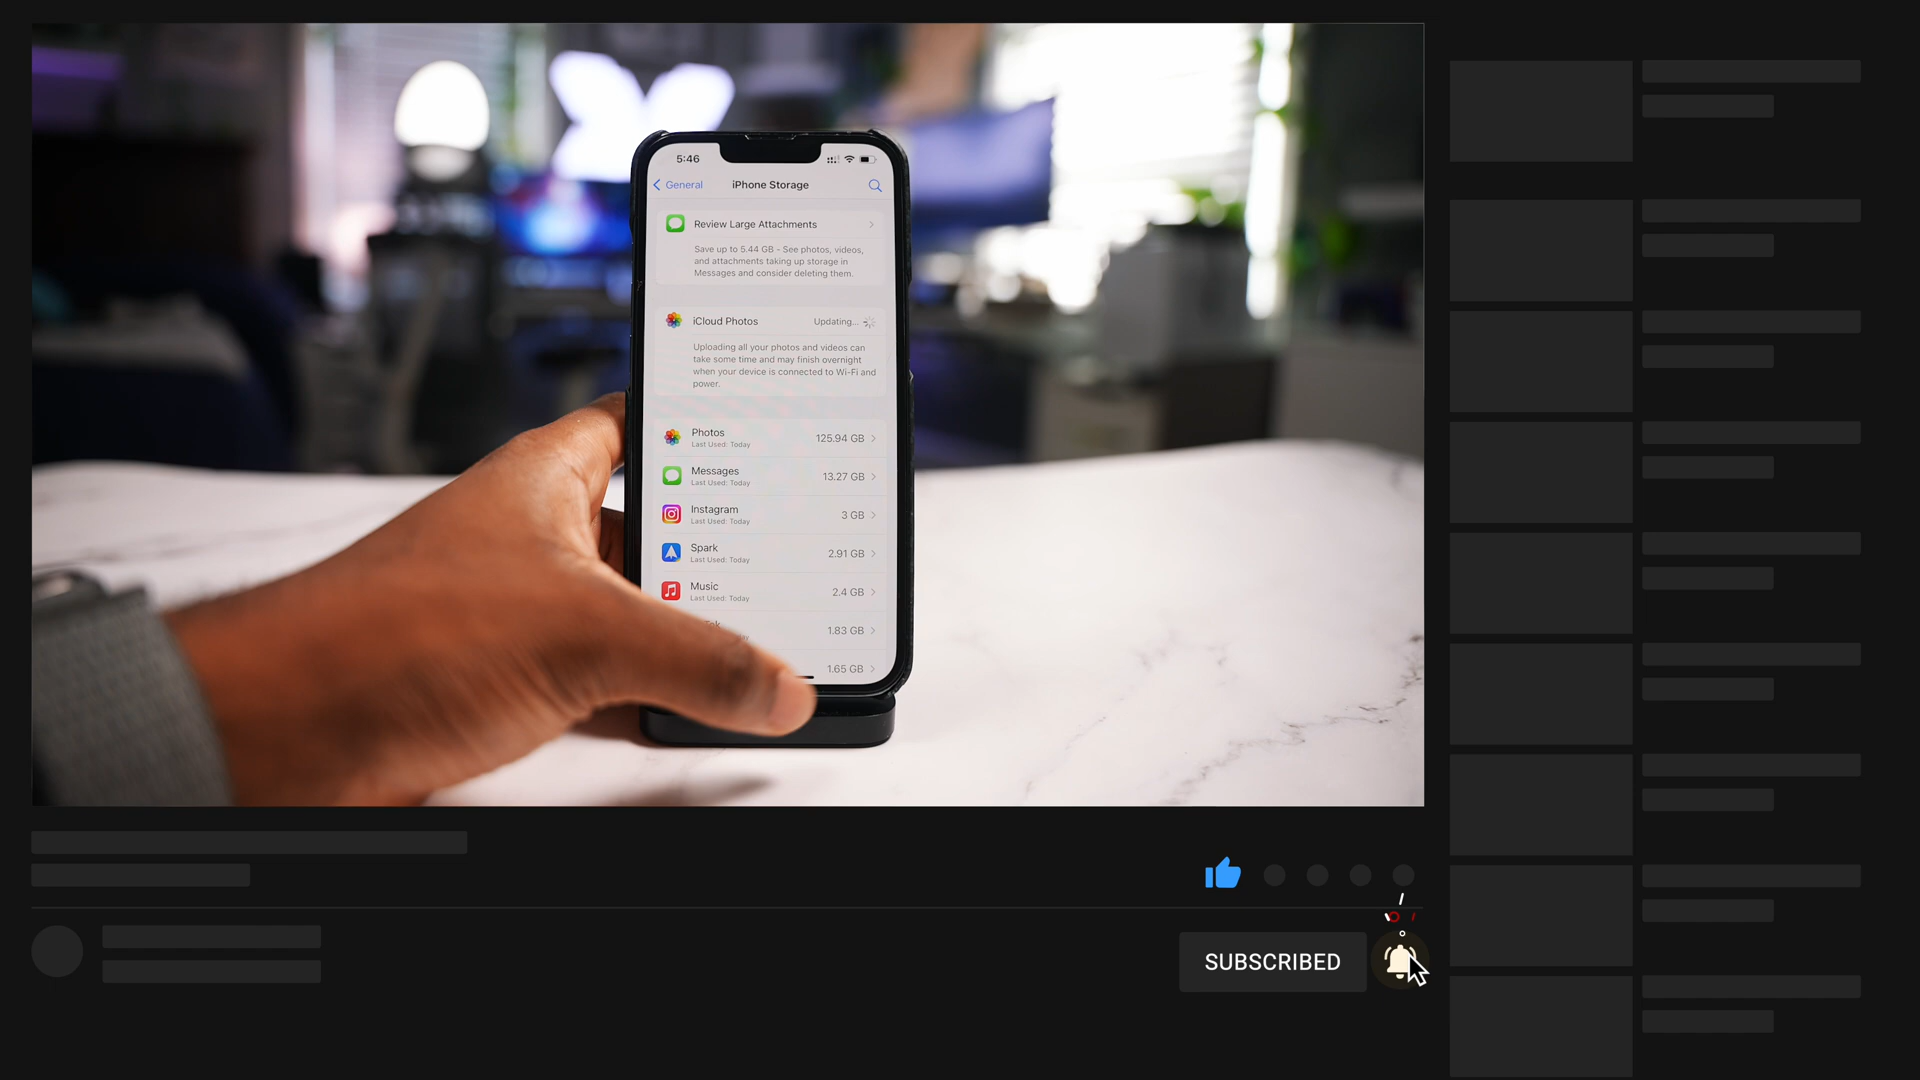 5:46
General
iPhone Storage
Review Large Attachments
Save up to 5.44 GB - See photos, videos,
and attachments taking up storage in
Messages and consider deleting them.
iCloud Photos
Updating...
Uploading all your photos and videos can
take some time and may finish overnight
when your device is connected to Wi-Fi and
power.
Photos
125.94 GB
Last Used: Today
Messages
13.27 GB
Last Used: Today
Instagram
3 GB
Last Used: Today
Spark
2.91 GB
Last Used: Today
Music
2.4 GB
Last Used: Today
1.83 GB
1.65 GB
SUBSCRIBED